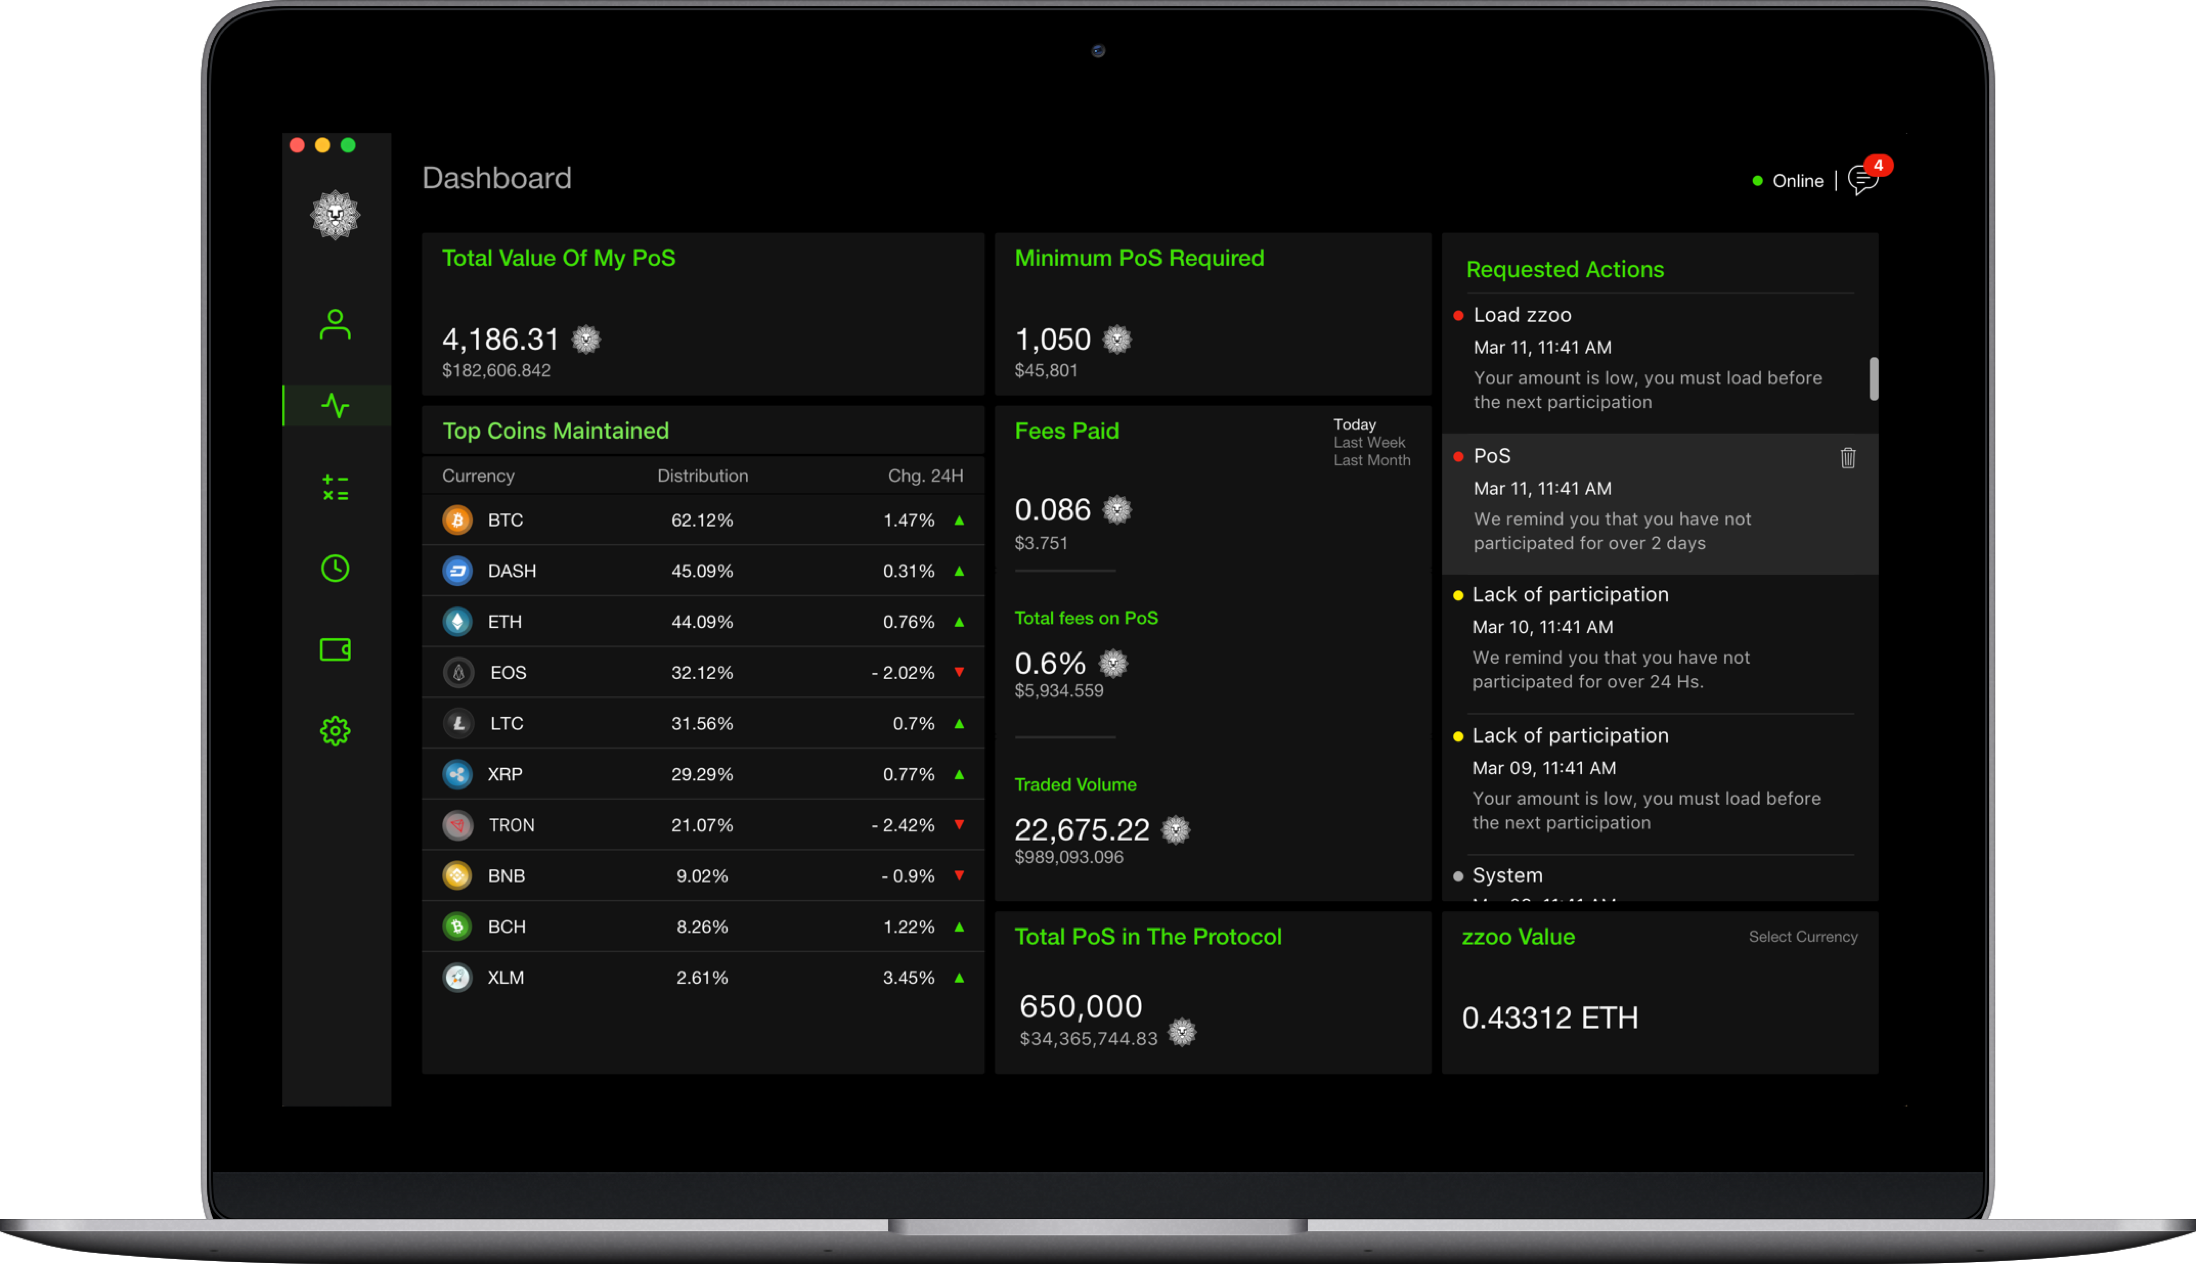 Dashboard
Online |
4
Total Value Of My PoS
4,186.31
$182,606.842
Minimum PoS Required
1,050
$45,801
Top Coins Maintained
Currency Distribution Chg. 24H
BTC 62.12% 1.47%
DASH 45.09% 0.31%
ETH 44.09% 0.76%
EOS 32.12% - 2.02%
LTC 31.56% 0.7%
XRP 29.29% 0.77%
TRON 21.07% - 2.42%
BNB 9.02% - 0.9%
BCH 8.26% 1.22%
XLM 2.61% 3.45%
Fees Paid
Today
Last Week
Last Month
0.086
$3.751
Total fees on PoS
0.6%
$5,934.559
Traded Volume
22,675.22
$989,093.096
Total PoS in The Protocol
650,000
$34,365,744.83
Requested Actions
Load zzoo
Mar 11, 11:41 AM
Your amount is low, you must load before
the next participation
PoS
Mar 11, 11:41 AM
We remind you that you have not
participated for over 2 days
Lack of participation
Mar 10, 11:41 AM
We remind you that you have not
participated for over 24 Hs.
Lack of participation
Mar 09, 11:41 AM
Your amount is low, you must load before
the next participation
System
zzoo Value
Select Currency
0.43312 ETH